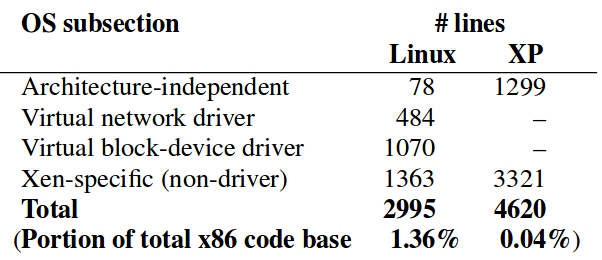 OS subsection # lines
Linux XP
Architecture-independent 78 1299
Virtual network driver 484 –
Virtual block-device driver 1070 –
Xen-specific (non-driver) 1363 3321
Total 2995 4620
(Portion of total x86 code base 1.36% 0.04%)